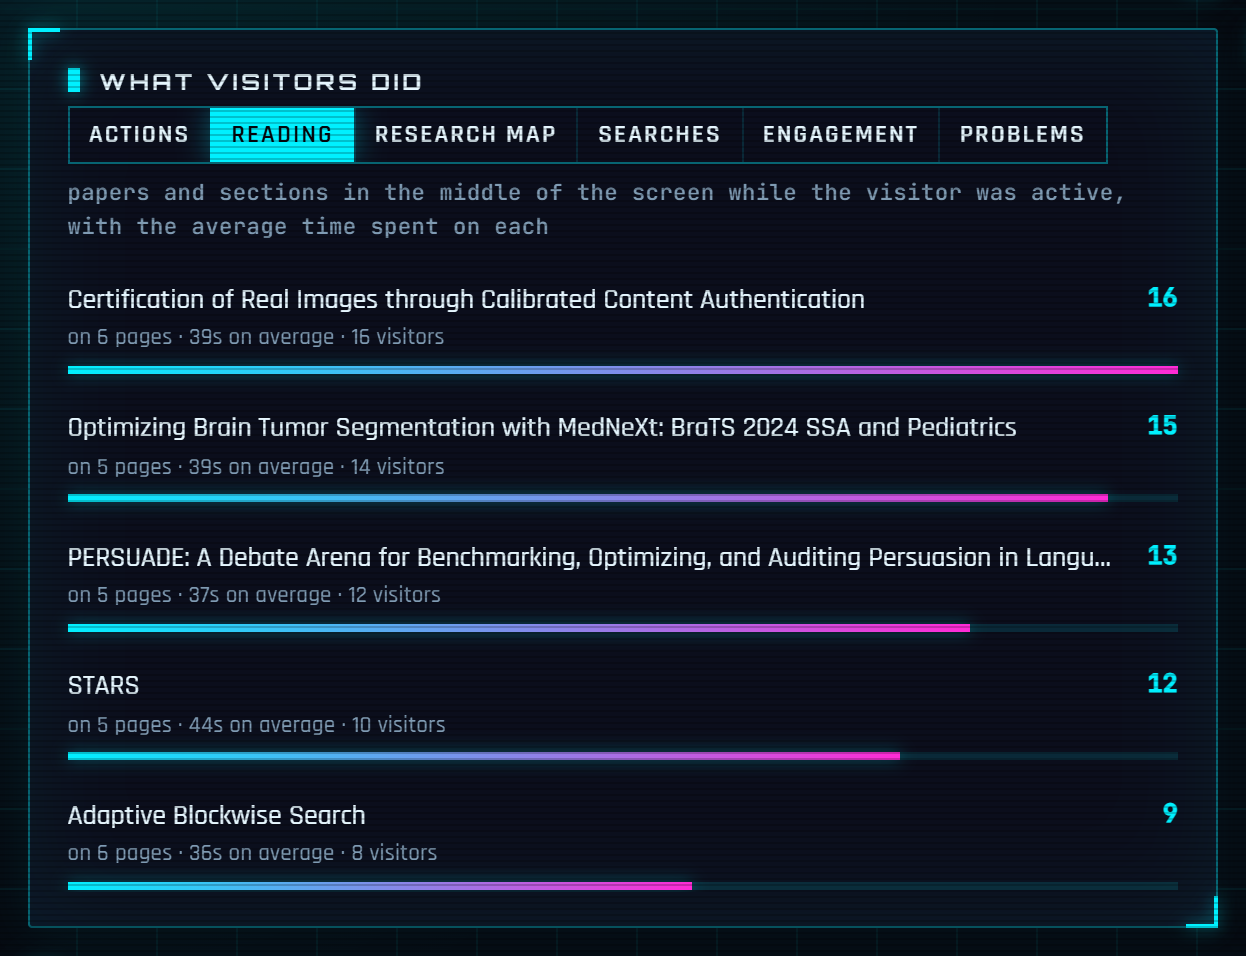 WHAT VISITORS DID
ACTIONS READING RESEARCH MAP SEARCHES ENGAGEMENT PROBLEMS
papers and sections in the middle of the screen while the visitor was active,
with the average time spent on each
Certification of Real Images through Calibrated Content Authentication 16
on 6 pages · 39s on average · 16 visitors
Optimizing Brain Tumor Segmentation with MedNeXt: BraTS 2024 SSA and Pediatrics 15
on 5 pages · 39s on average · 14 visitors
PERSUADE: A Debate Arena for Benchmarking, Optimizing, and Auditing Persuasion in Langu... 13
on 5 pages · 37s on average · 12 visitors
STARS 12
on 5 pages · 44s on average · 10 visitors
Adaptive Blockwise Search 9
on 6 pages · 36s on average · 8 visitors